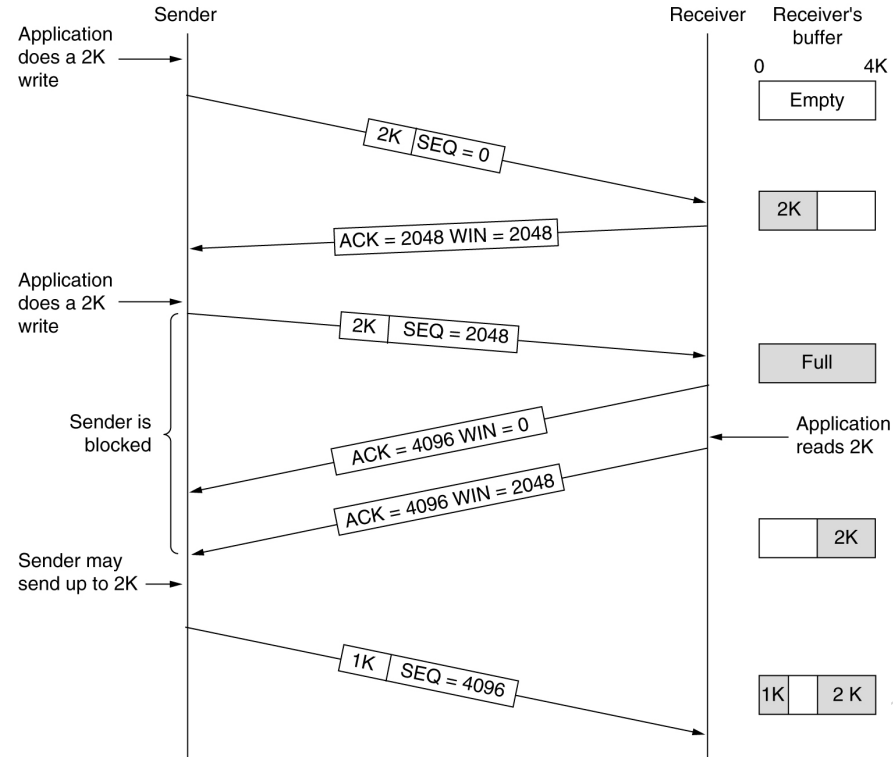 Sender
Receiver
Receiver's
buffer
Application
does a 2K
write
0
4K
Empty
2K
SEQ = 0
2K
ACK = 2048 WIN = 2048
Application
does a 2K
write
2K
SEQ = 2048
Full
Sender is
blocked
ACK = 4096 WIN = 0
Application
reads 2K
ACK = 4096 WIN = 2048
2K
Sender may
send up to 2K
1K
SEQ = 4096
1K
2 K